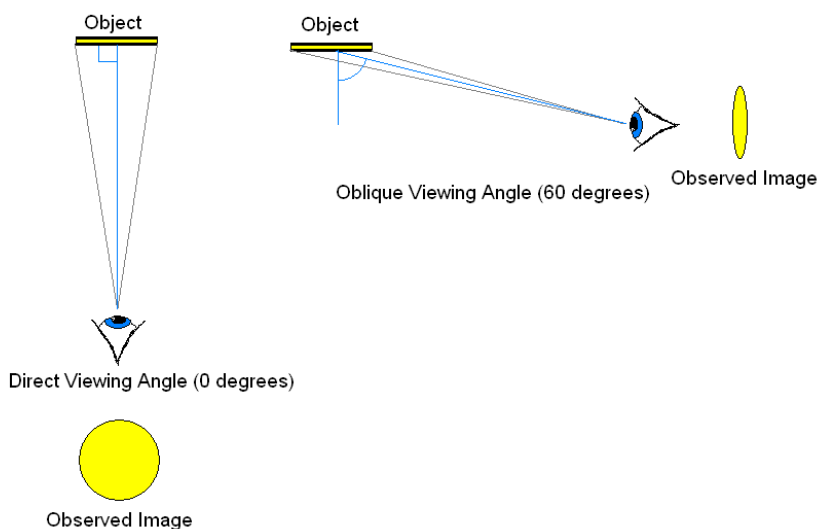 Object
Direct Viewing Angle (0 degrees)
Observed Image
Object
Oblique Viewing Angle (60 degrees)
Observed Image